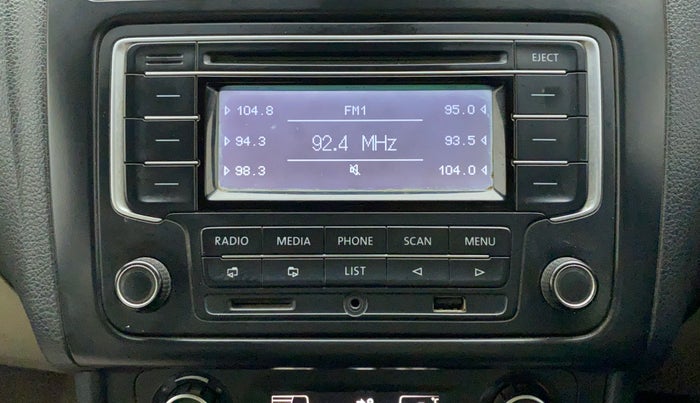 EJECT
104.8 FM1 95.0
94.3 92.4 MHz 93.5
98.3 104.0
RADIO MEDIA PHONE SCAN MENU
LIST